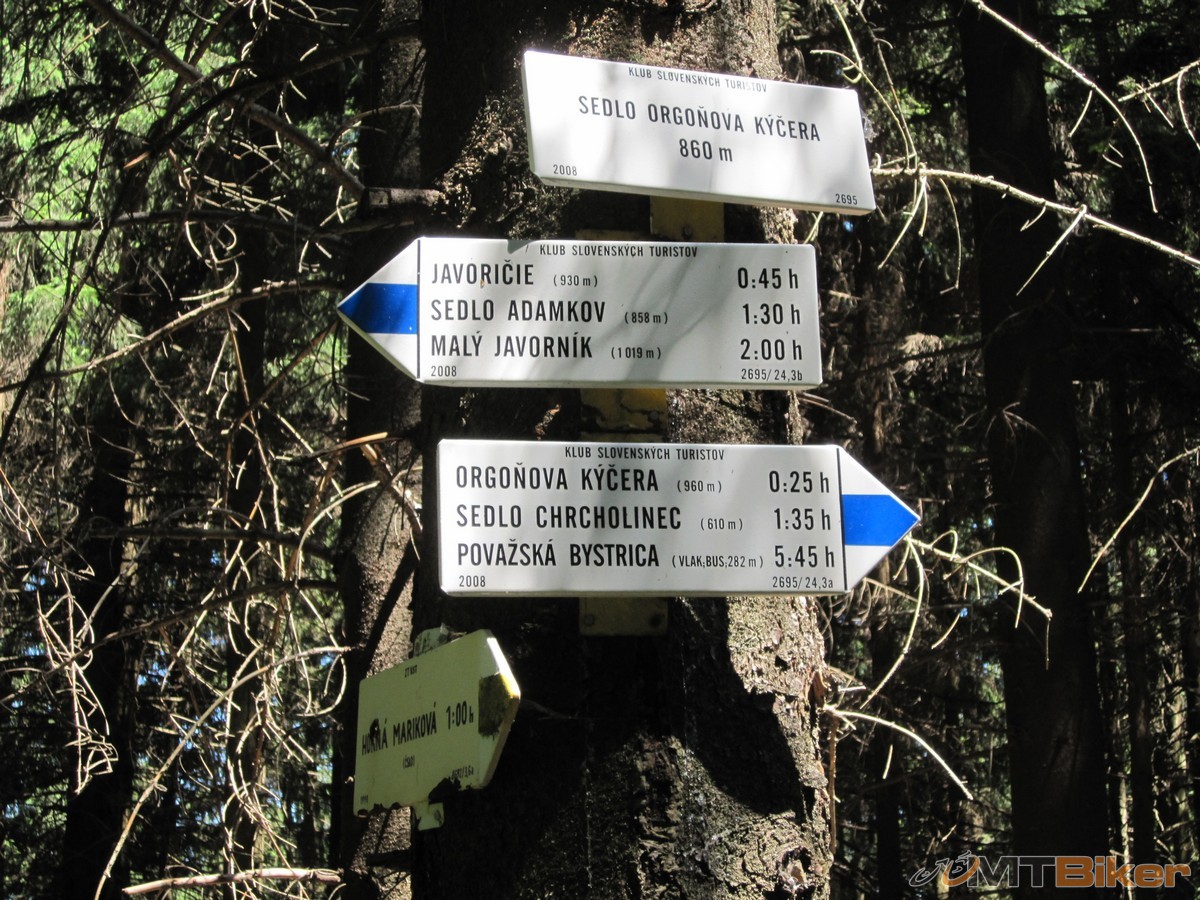 KLUB SLOVENSKÝCH TURISTOV
SEDLO ORGOŇOVA KÝČERA
860 m
2008 2695
KLUB SLOVENSKÝCH TURISTOV
JAVORIČIE (930 m) 0:45 h
SEDLO ADAMKOV (858 m) 1:30 h
MALÝ JAVORNÍK (1019 m) 2:00 h
2008 2695/24,3b
KLUB SLOVENSKÝCH TURISTOV
ORGOŇOVA KÝČERA (960 m) 0:25 h
SEDLO CHRCHOLINEC (610 m) 1:35 h
POVAŽSKÁ BYSTRICA (VLAK,BUS,282 m) 5:45 h
2008 2695/24,3a
HORNÁ MARIKOVÁ 1:00 h
MTBiker